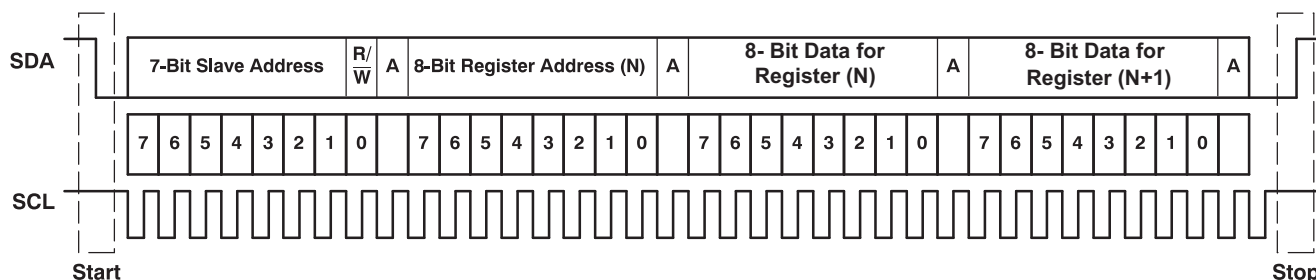 SDA
7-Bit Slave Address
R/
W
A
8-Bit Register Address (N)
A
8- Bit Data for
Register (N)
A
8- Bit Data for
Register (N+1)
A
7 6 5 4 3 2 1 0 7 6 5 4 3 2 1 0 7 6 5 4 3 2 1 0 7 6 5 4 3 2 1 0
SCL
Start
Stop